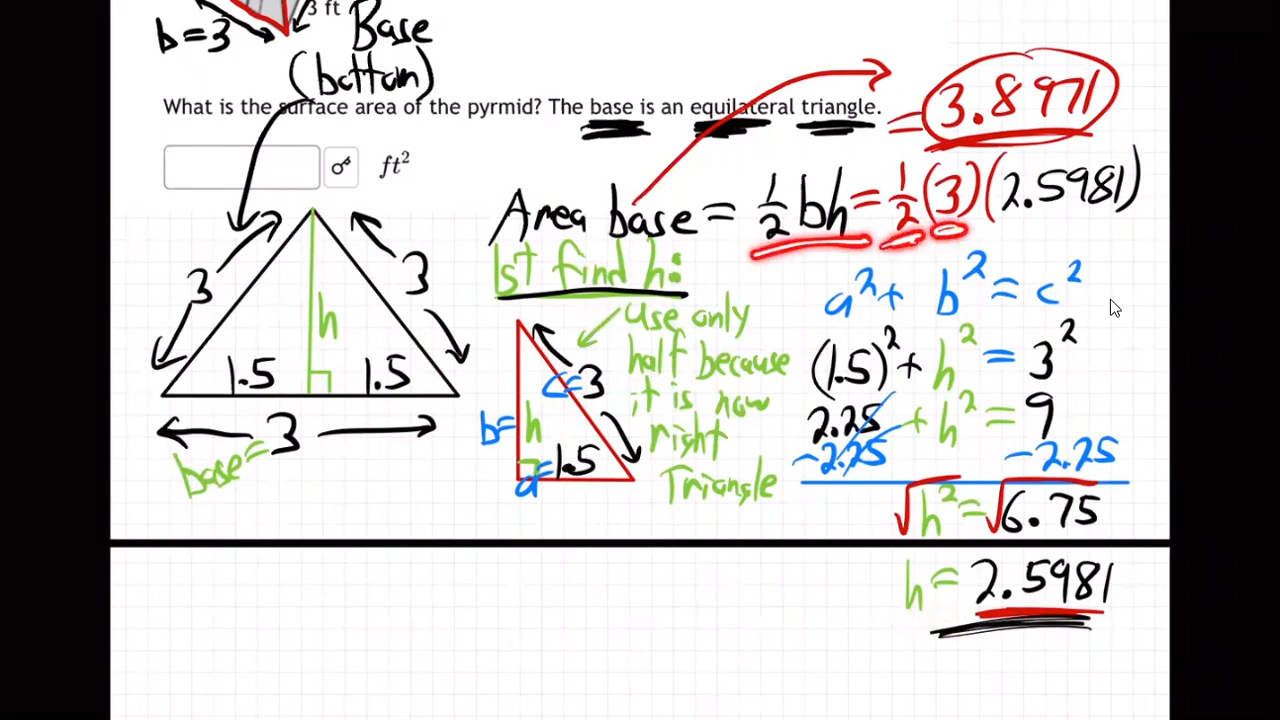 3 ft
b=3
Base
(bottom)
What is the surface area of the pyrmid? The base is an equilateral triangle.
= 3.8971
ft²
Area base = 1/2 bh = 1/2 (3)(2.5981)
1st find h:
3
3
h
1.5
1.5
3
base=
use only
half because
it is now
right
Triangle
c=3
b=
h
a=1.5
a² + b² = c²
(1.5)² + h² = 3²
2.25 + h² = 9
-2.25 -2.25
√h² = √6.75
h = 2.5981